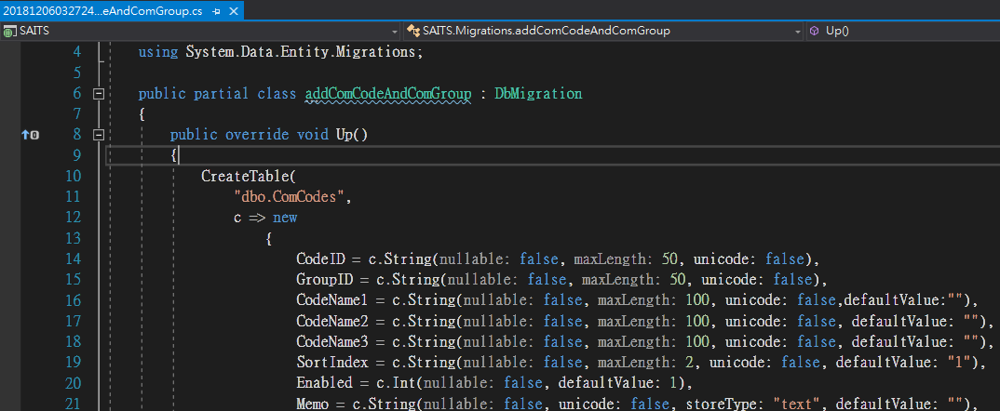 20181206032724...eAndComGroup.cs
SAITS SAITS.Migrations.addComCodeAndComGroup Up()
4 using System.Data.Entity.Migrations;
5
6 public partial class addComCodeAndComGroup : DbMigration
7 {
8 public override void Up()
9 {
10 CreateTable(
11 "dbo.ComCodes",
12 c => new
13 {
14 CodeID = c.String(nullable: false, maxLength: 50, unicode: false),
15 GroupID = c.String(nullable: false, maxLength: 50, unicode: false),
16 CodeName1 = c.String(nullable: false, maxLength: 100, unicode: false,defaultValue:""),
17 CodeName2 = c.String(nullable: false, maxLength: 100, unicode: false, defaultValue: ""),
18 CodeName3 = c.String(nullable: false, maxLength: 100, unicode: false, defaultValue: ""),
19 SortIndex = c.String(nullable: false, maxLength: 2, unicode: false, defaultValue: "1"),
20 Enabled = c.Int(nullable: false, defaultValue: 1),
21 Memo = c.String(nullable: false, unicode: false, storeType: "text", defaultValue: ""),